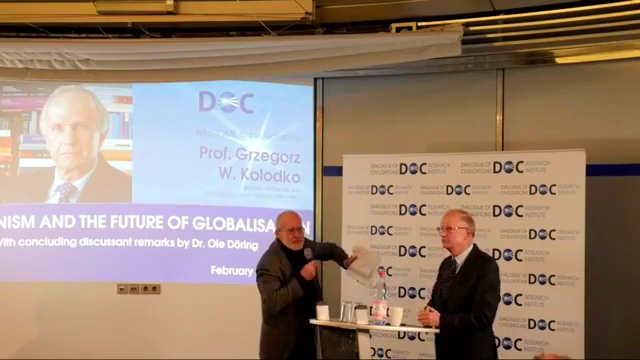 DOC
Prof. Grzegorz
W. Kolodko
NISM AND THE FUTURE OF GLOBALISA N
With concluding discussant remarks by Dr. Ole Döring
February
DIALOGUE OF CIVILIZATIONS DOC RESEARCH INSTITUTE